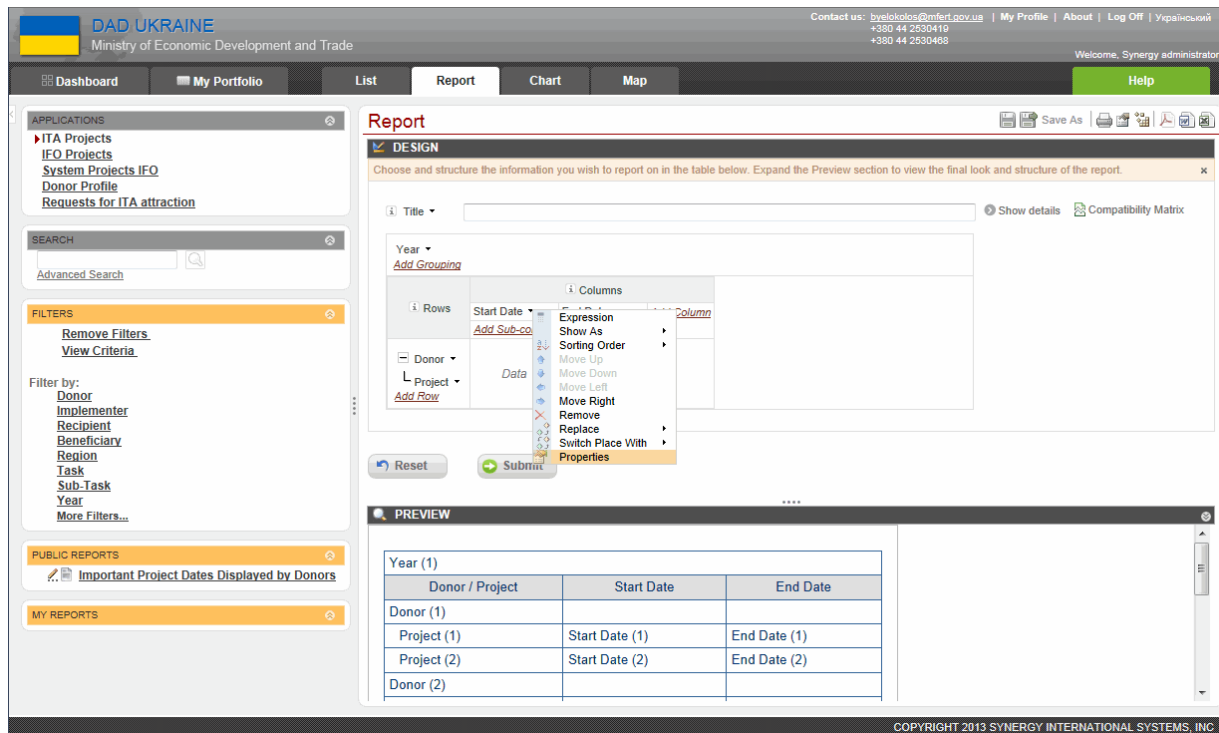 DAD UKRAINE
Ministry of Economic Development and Trade
Contact us: byelokolos@mfert.gov.ua | My Profile | About | Log Off | Український
+380 44 2530419
+380 44 2530468
Welcome, Synergy administrator
Dashboard
My Portfolio
List
Report
Chart
Map
Help
APPLICATIONS
ITA Projects
IFO Projects
System Projects IFO
Donor Profile
Requests for ITA attraction
SEARCH
Advanced Search
FILTERS
Remove Filters
View Criteria
Filter by:
Donor
Implementer
Recipient
Beneficiary
Region
Task
Sub-Task
Year
More Filters...
PUBLIC REPORTS
Important Project Dates Displayed by Donors
MY REPORTS
Report
Save As
DESIGN
Choose and structure the information you wish to report on in the table below. Expand the Preview section to view the final look and structure of the report.
Title
Show details
Compatibility Matrix
Year
Add Grouping
Rows
Columns
Start Date
Column
Add Sub-co
Donor
Project
Add Row
Data
Expression
Show As
Sorting Order
Move Up
Move Down
Move Left
Move Right
Remove
Replace
Switch Place With
Properties
Reset
Submit
PREVIEW
Year (1)
Donor / Project Start Date End Date
Donor (1)
Project (1) Start Date (1) End Date (1)
Project (2) Start Date (2) End Date (2)
Donor (2)
COPYRIGHT 2013 SYNERGY INTERNATIONAL SYSTEMS, INC